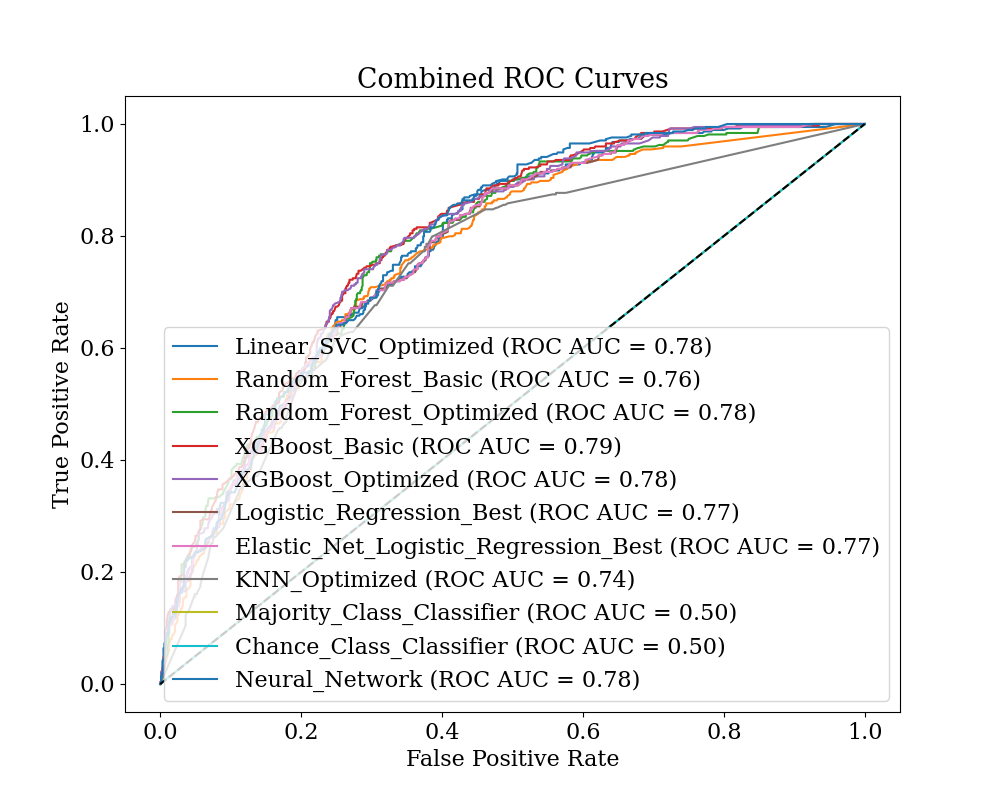 Combined ROC Curves
1.0
0.8
0.6
0.4
0.2
0.0
True Positive Rate
Linear_SVC_Optimized (ROC AUC = 0.78)
Random_Forest_Basic (ROC AUC = 0.76)
Random_Forest_Optimized (ROC AUC = 0.78)
XGBoost_Basic (ROC AUC = 0.79)
XGBoost_Optimized (ROC AUC = 0.78)
Logistic_Regression_Best (ROC AUC = 0.77)
Elastic_Net_Logistic_Regression_Best (ROC AUC = 0.77)
KNN_Optimized (ROC AUC = 0.74)
Majority_Class_Classifier (ROC AUC = 0.50)
Chance_Class_Classifier (ROC AUC = 0.50)
Neural_Network (ROC AUC = 0.78)
0.0 0.2 0.4 0.6 0.8 1.0
False Positive Rate